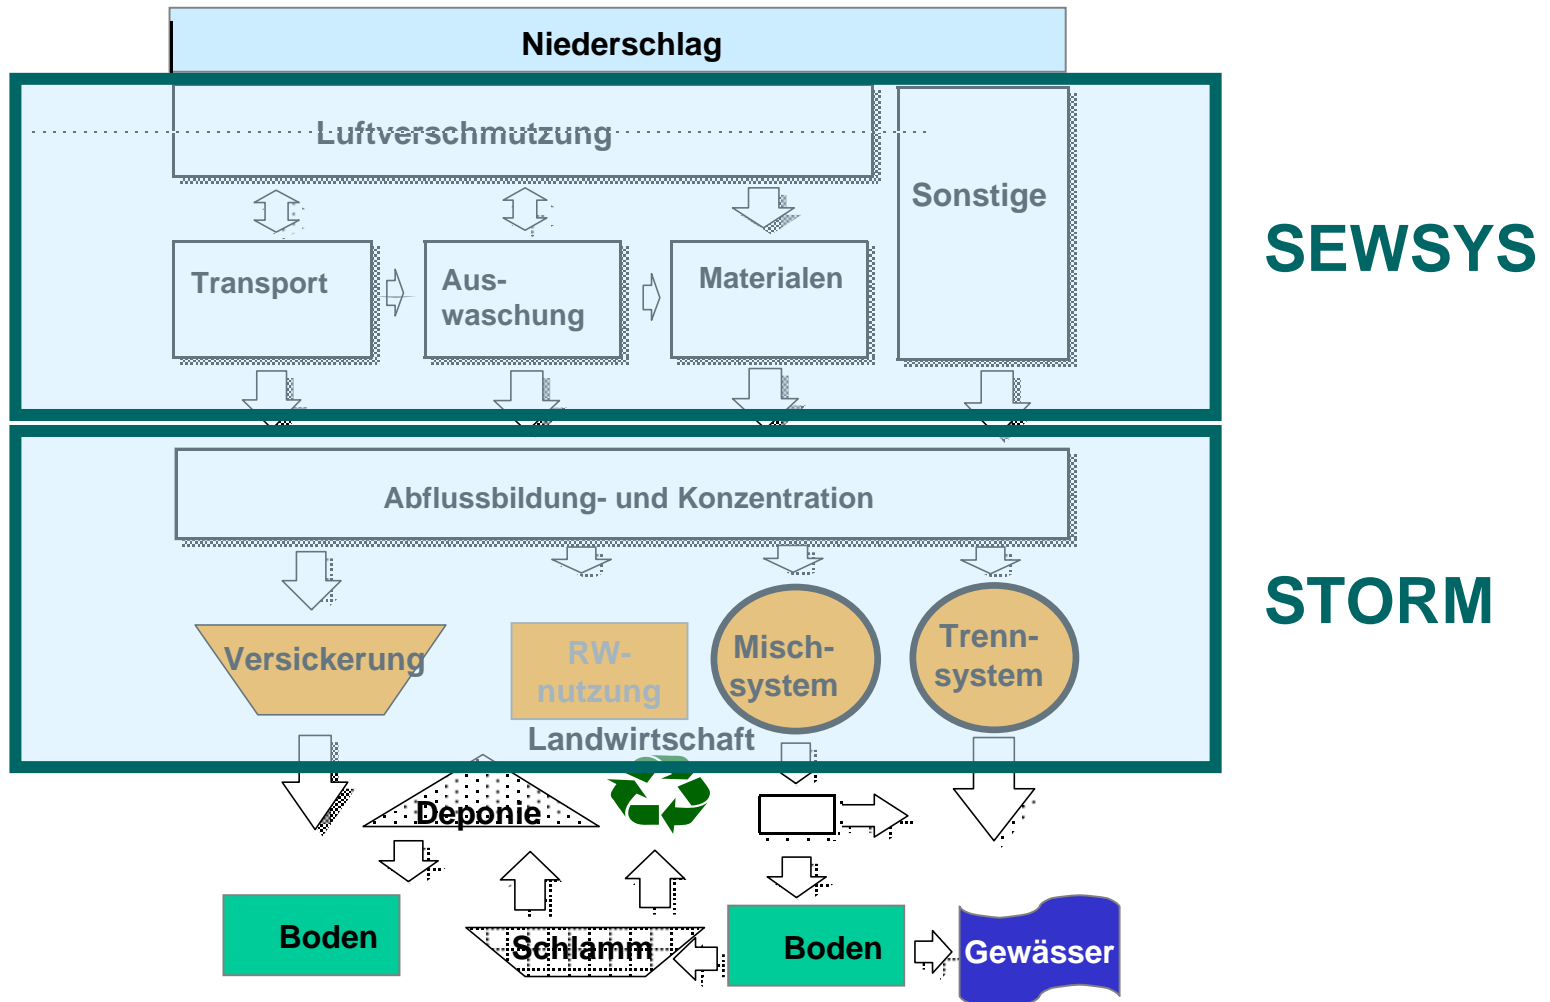 Niederschlag
Luftverschmutzung
Sonstige
SEWSYS
Transport
Aus-
waschung
Materialen
Abflussbildung- und Konzentration
STORM
Versickerung
RW-
nutzung
Misch-
system
Trenn-
system
Landwirtschaft
Deponie
Boden
Schlamm
Boden
Gewässer